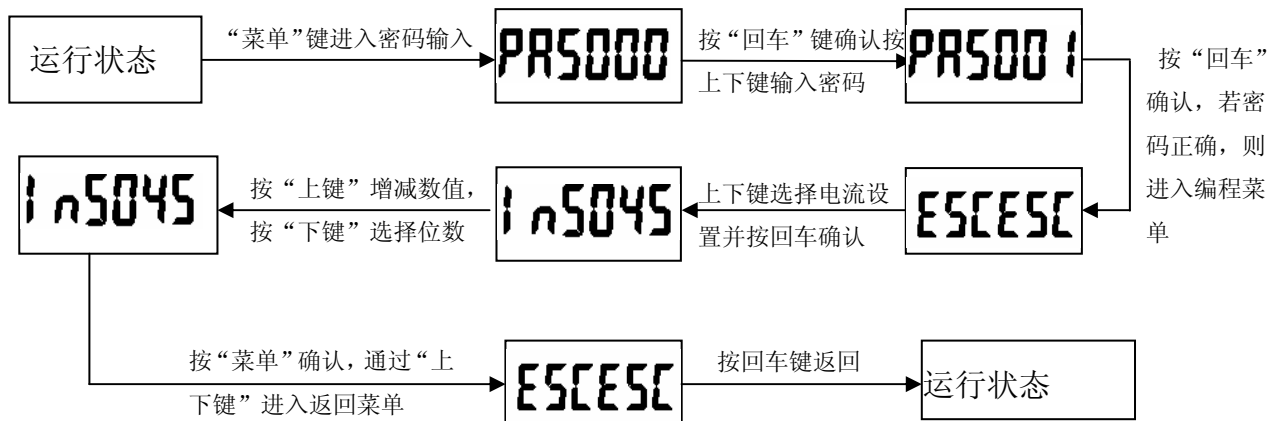 运行状态
“菜单”键进入密码输入
PAS000
按“回车”键确认按
上下键输入密码
PAS001
按“回车”
确认，若密
码正确，则
进入编程菜
单
ESCESC
上下键选择电流设
置并按回车确认
InS045
按“上键”增减数值，
按“下键”选择位数
InS045
按“菜单”确认，通过“上
下键”进入返回菜单
ESCESC
按回车键返回
运行状态